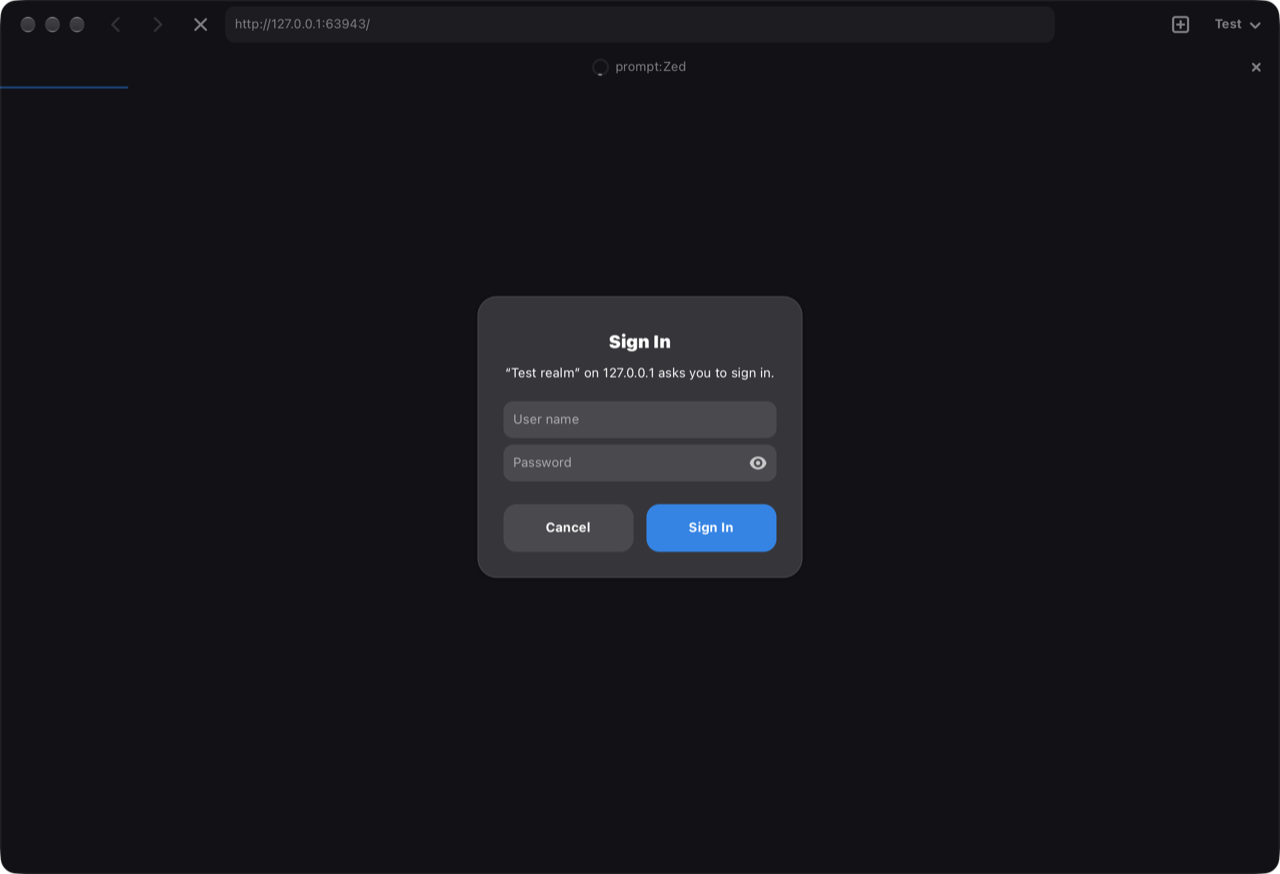 http://127.0.0.1:63943/
Test
prompt:Zed
Sign In
“Test realm” on 127.0.0.1 asks you to sign in.
User name
Password
Cancel
Sign In